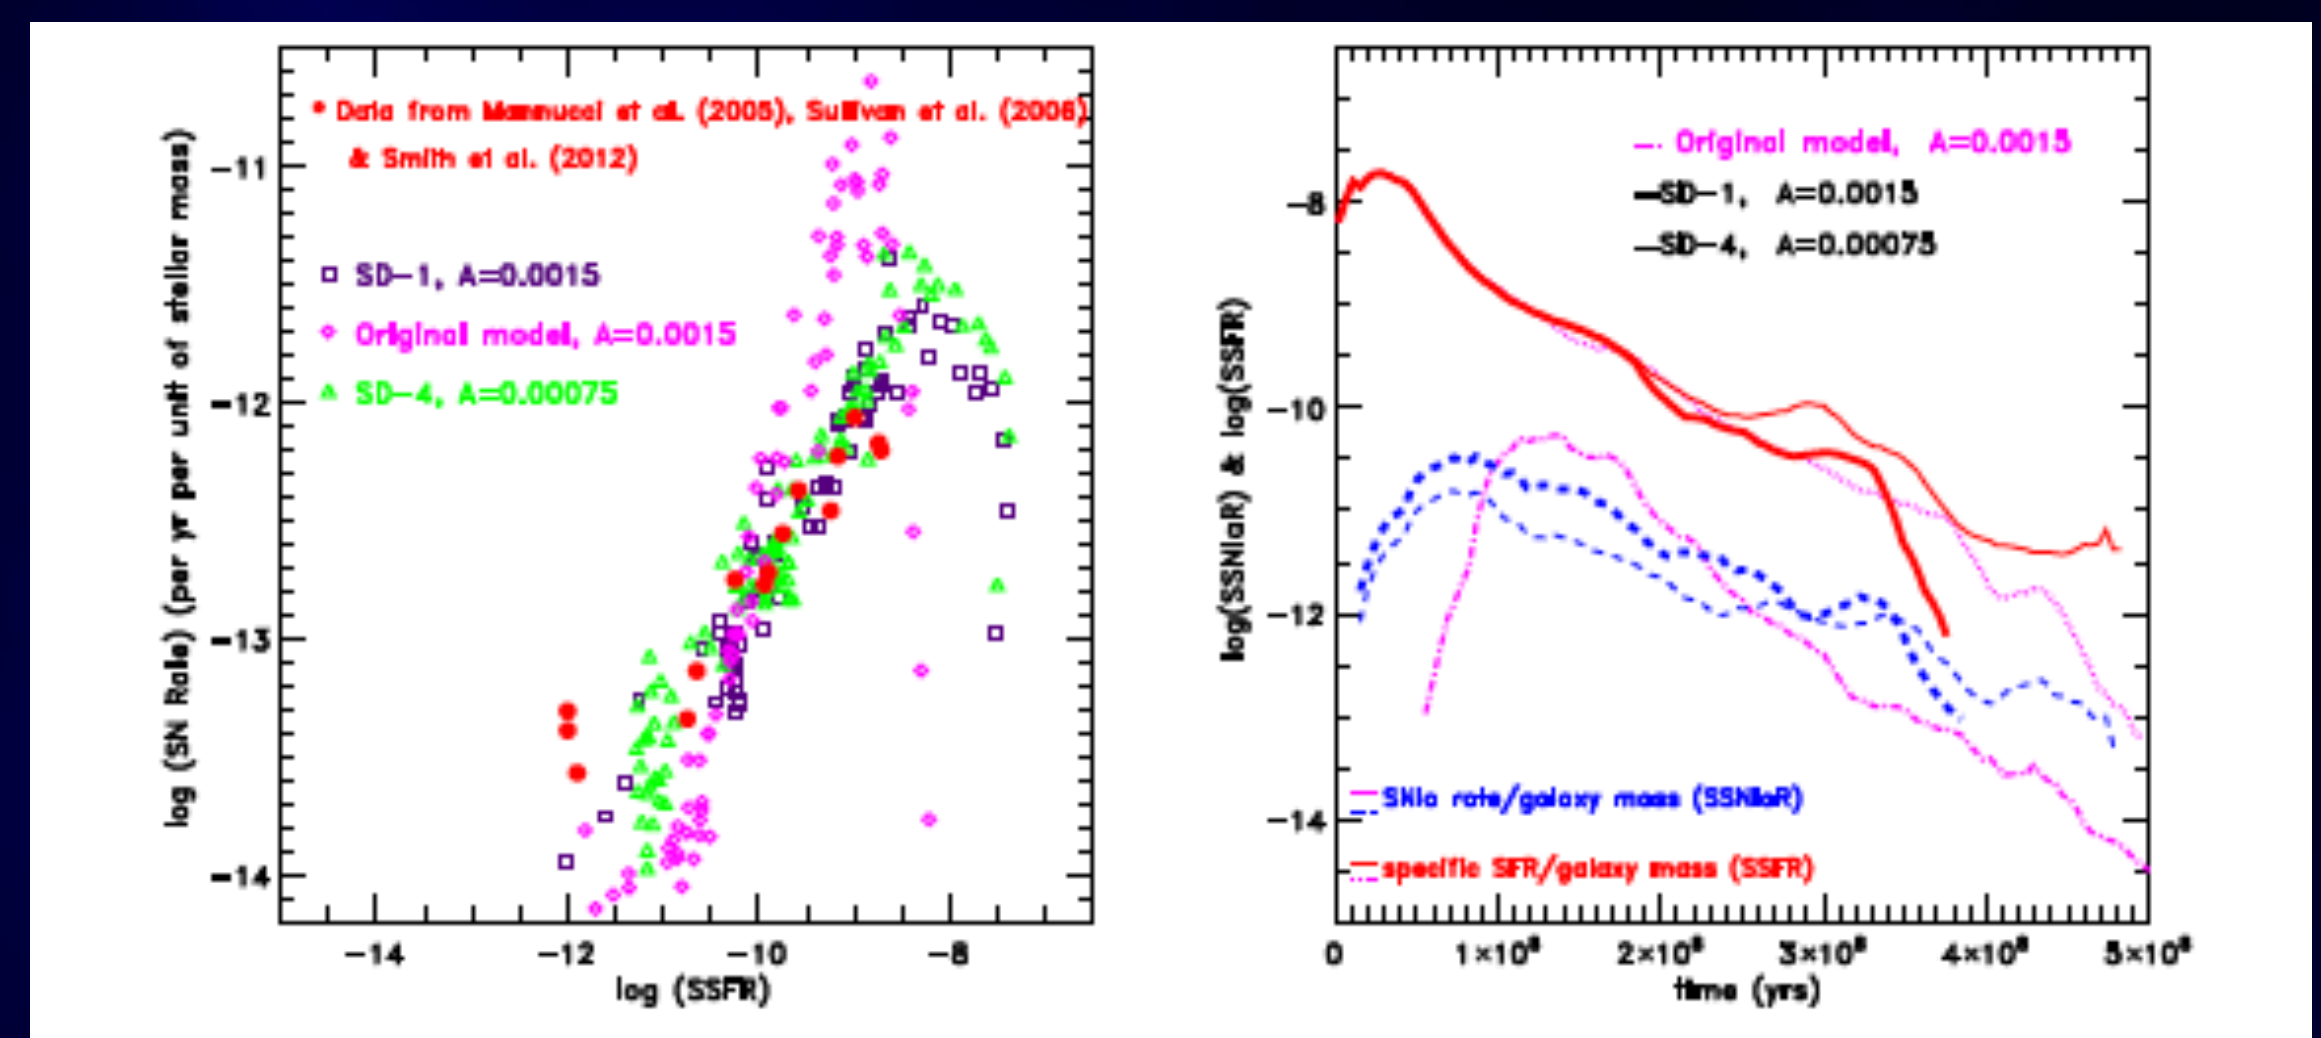 Data from Mannucci et al. (2005), Sullivan et al. (2006)
& Smith et al. (2012)
SD-1, A=0.0015
Original model, A=0.0015
SD-4, A=0.00075
log (SN Rate) (per yr per unit of stellar mass)
-11
-12
-13
-14
-14 -12 -10 -8
log (SSFR)
Original model, A=0.0015
SD-1, A=0.0015
SD-4, A=0.00075
log(SSNIaR) & log(SSFR)
-8
-10
-12
-14
SNIa rate/galaxy mass (SSNIaR)
specific SFR/galaxy mass (SSFR)
0 1×10⁸ 2×10⁸ 3×10⁸ 4×10⁸ 5×10⁸
time (yrs)